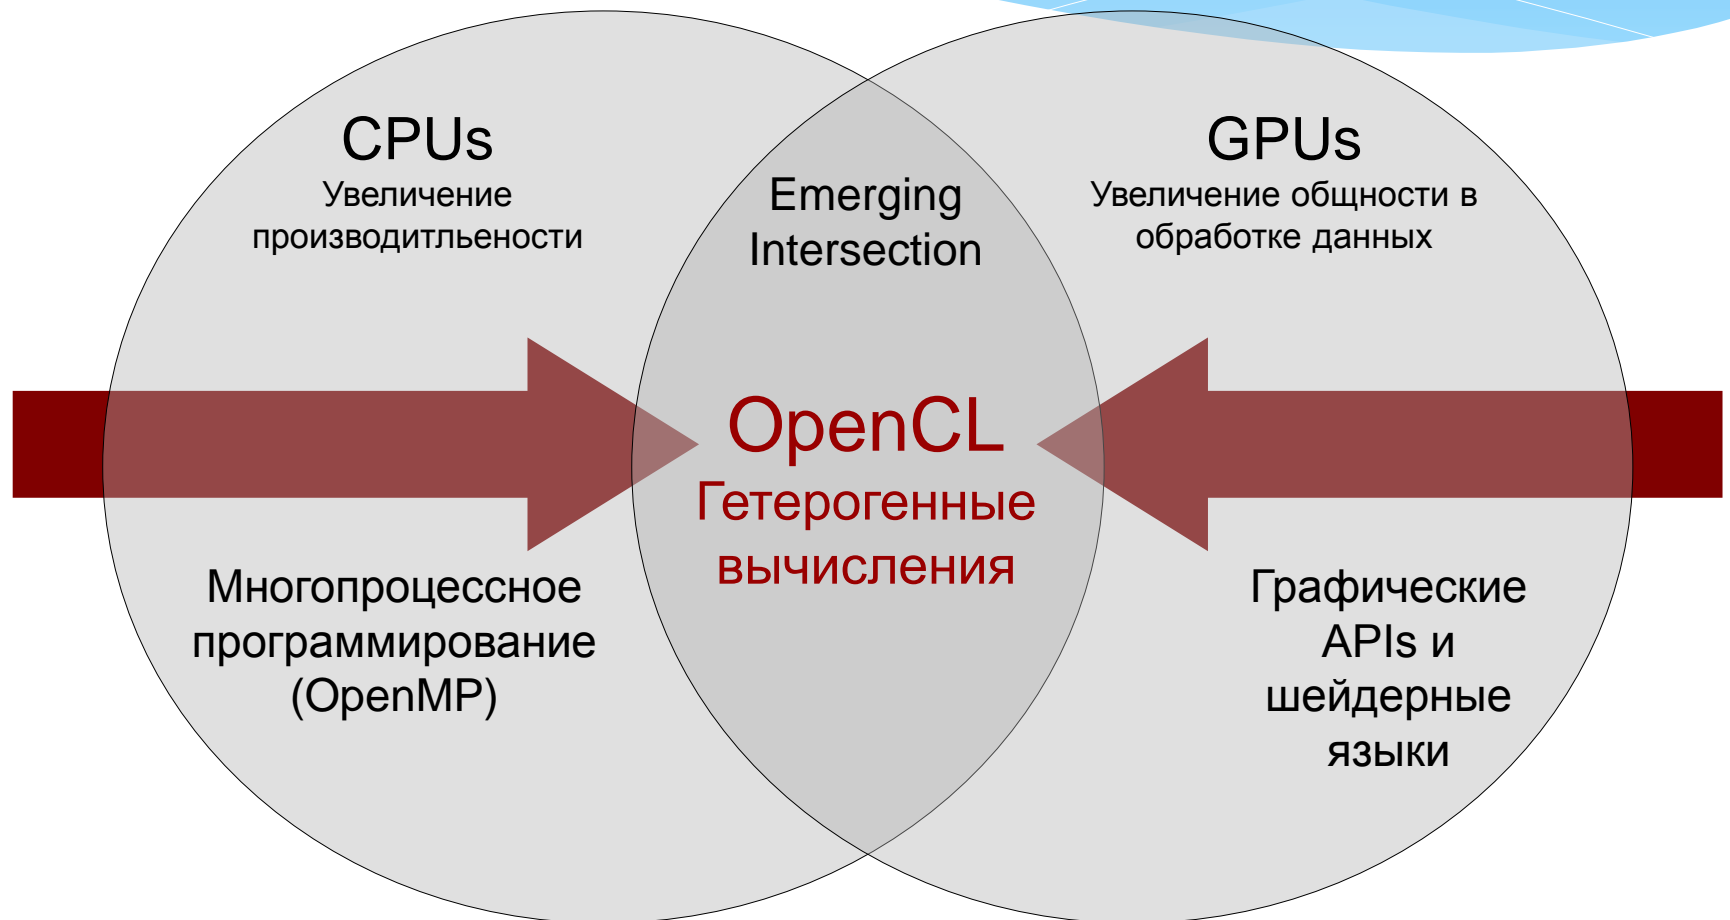 CPUs
Увеличение
производитльености
Emerging
Intersection
GPUs
Увеличение общности в
обработке данных
OpenCL
Гетерогенные
вычисления
Многопроцессное
программирование
(OpenMP)
Графические
APIs и
шейдерные
языки